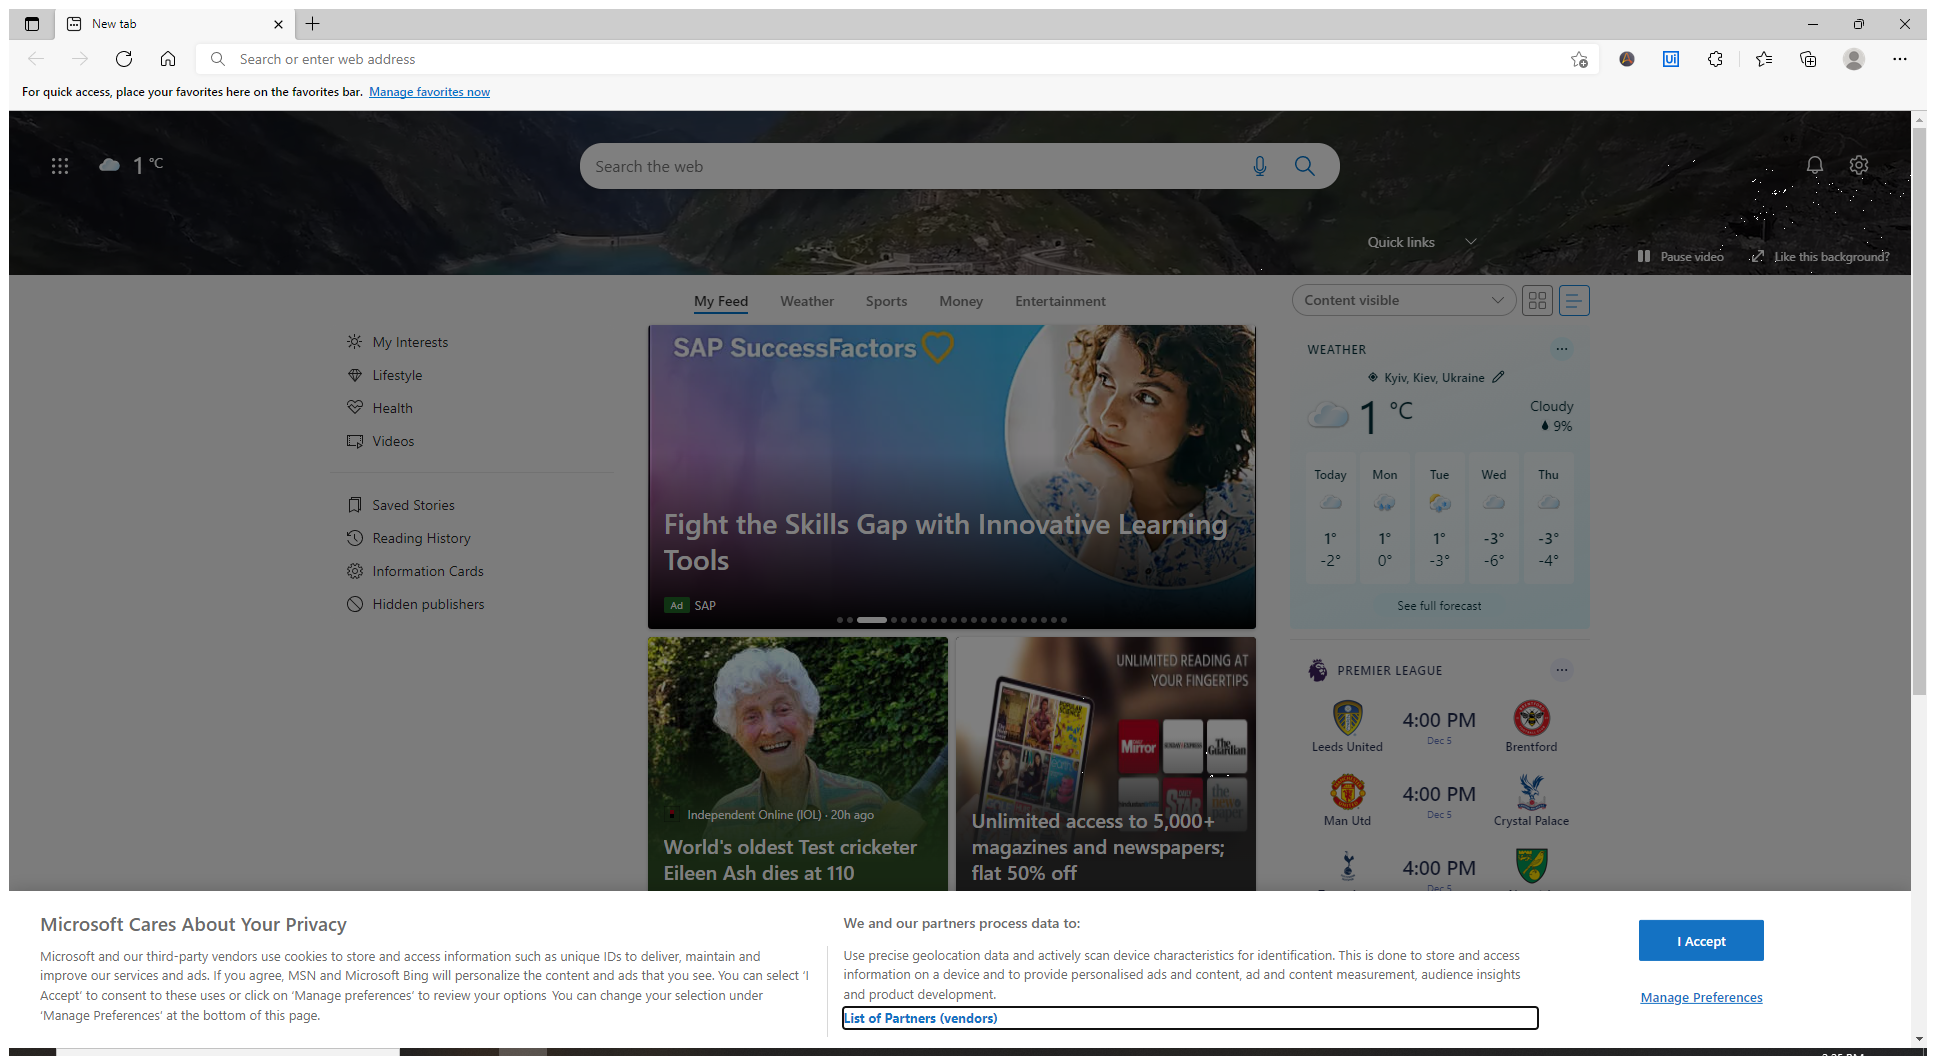 New tab
Search or enter web address
For quick access, place your favorites here on the favorites bar. Manage favorites now
1 °C
Search the web
Quick links
Pause video
Like this background?
My Feed
Weather
Sports
Money
Entertainment
Content visible
My Interests
Lifestyle
Health
Videos
Saved Stories
Reading History
Information Cards
Hidden publishers
SAP SuccessFactors
Fight the Skills Gap with Innovative Learning
Tools
Ad SAP
WEATHER
Kyiv, Kiev, Ukraine
1 °C
Cloudy
9%
Today Mon Tue Wed Thu
1° 1° 1° -3° -3°
-2° 0° -3° -6° -4°
See full forecast
Independent Online (IOL) · 20h ago
World's oldest Test cricketer
Eileen Ash dies at 110
UNLIMITED READING AT
YOUR FINGERTIPS
Mirror
The Guardian
STAR
the new paper
Unlimited access to 5,000+
magazines and newspapers;
flat 50% off
PREMIER LEAGUE
4:00 PM
Dec 5
Leeds United
Brentford
4:00 PM
Dec 5
Man Utd
Crystal Palace
4:00 PM
Dec 5
Microsoft Cares About Your Privacy
Microsoft and our third-party vendors use cookies to store and access information such as unique IDs to deliver, maintain and
improve our services and ads. If you agree, MSN and Microsoft Bing will personalize the content and ads that you see. You can select 'I
Accept' to consent to these uses or click on 'Manage preferences' to review your options You can change your selection under
'Manage Preferences' at the bottom of this page.
We and our partners process data to:
Use precise geolocation data and actively scan device characteristics for identification. This is done to store and access
information on a device and to provide personalised ads and content, ad and content measurement, audience insights
and product development.
List of Partners (vendors)
I Accept
Manage Preferences